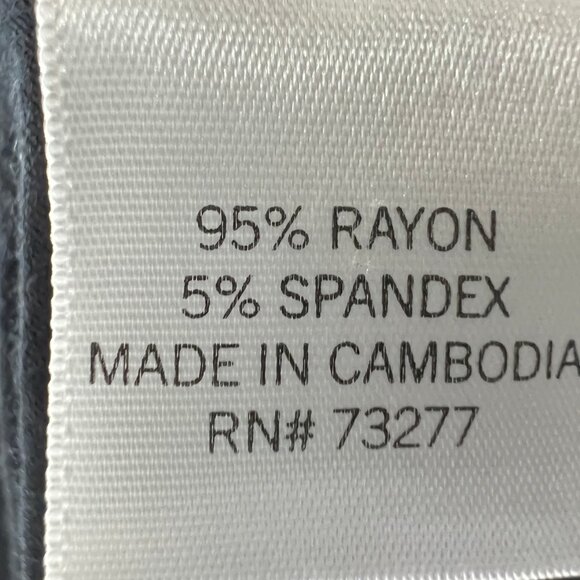 95% RAYON
5% SPANDEX
MADE IN CAMBODIA
RN# 73277